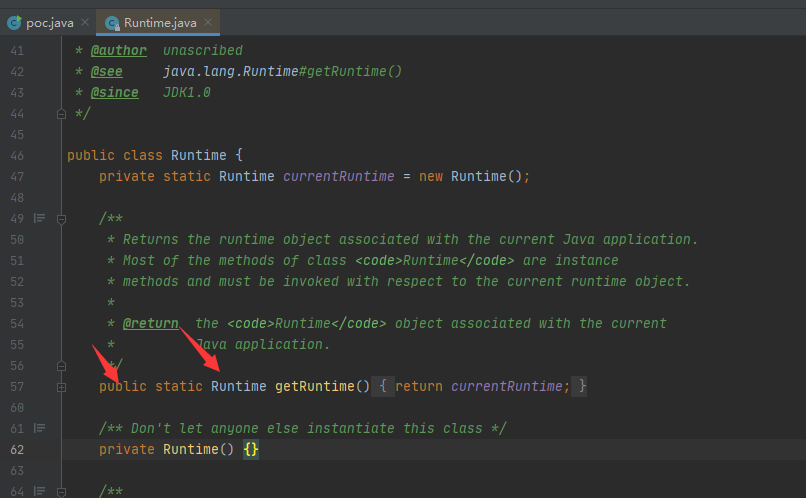 poc.java Runtime.java
41 * @author unascribed
42 * @see java.lang.Runtime#getRuntime()
43 * @since JDK1.0
44 */
45
46 public class Runtime {
47 private static Runtime currentRuntime = new Runtime();
48
49 /**
50 * Returns the runtime object associated with the current Java application.
51 * Most of the methods of class <code>Runtime</code> are instance
52 * methods and must be invoked with respect to the current runtime object.
53 *
54 * @return the <code>Runtime</code> object associated with the current
55 * Java application.
56 */
57 public static Runtime getRuntime() { return currentRuntime; }
60
61 /** Don't let anyone else instantiate this class */
62 private Runtime() {}
63
64 /**